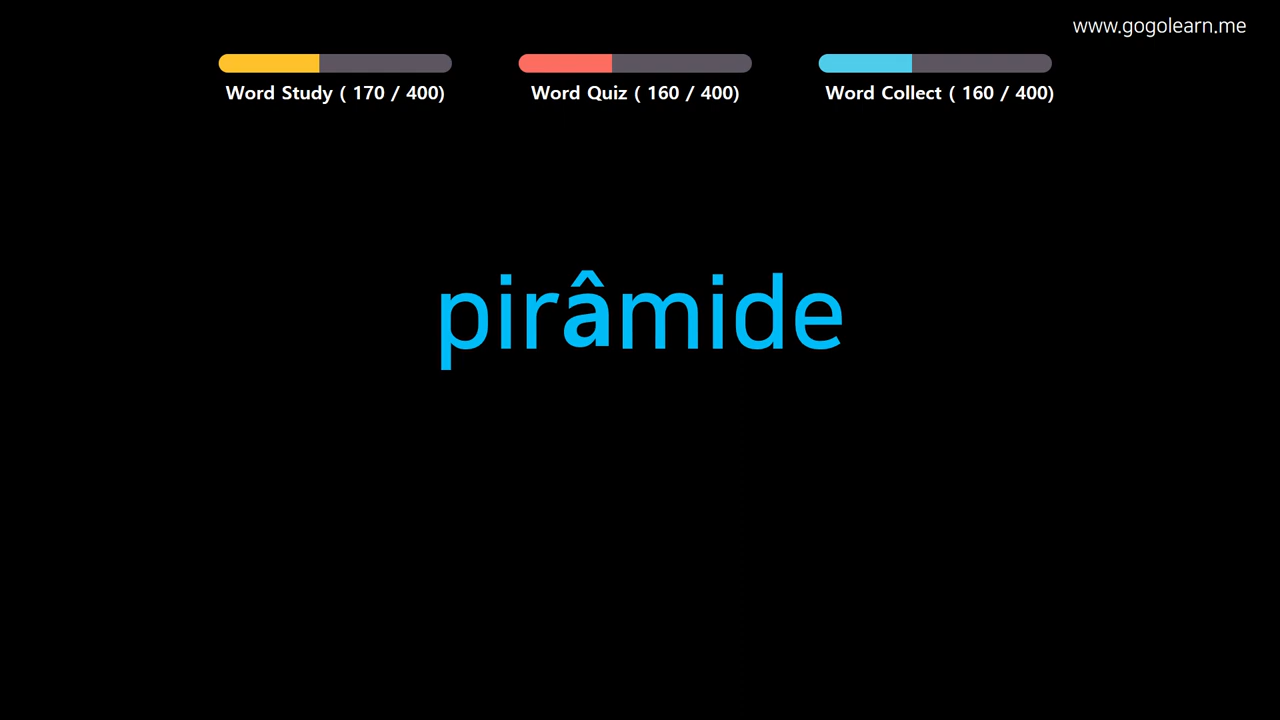 www.gogolearn.me
Word Study ( 170 / 400)
Word Quiz ( 160 / 400)
Word Collect ( 160 / 400)
pirâmide